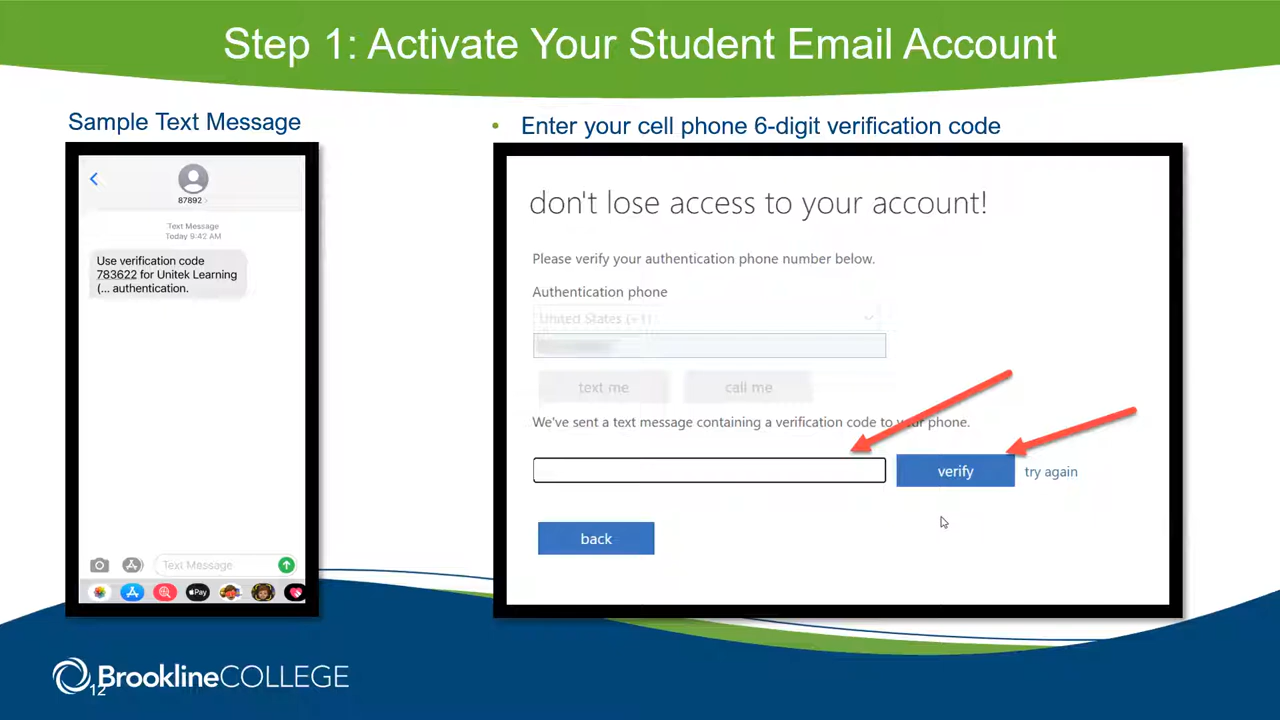 Step 1: Activate Your Student Email Account
Sample Text Message
87892
Text Message
Today 9:42 AM
Use verification code
783622 for Unitek Learning
(... authentication.
Text Message
Pay
• Enter your cell phone 6-digit verification code
don't lose access to your account!
Please verify your authentication phone number below.
Authentication phone
United States (+1)
text me call me
We've sent a text message containing a verification code to your phone.
verify try again
back
BrooklineCOLLEGE
12